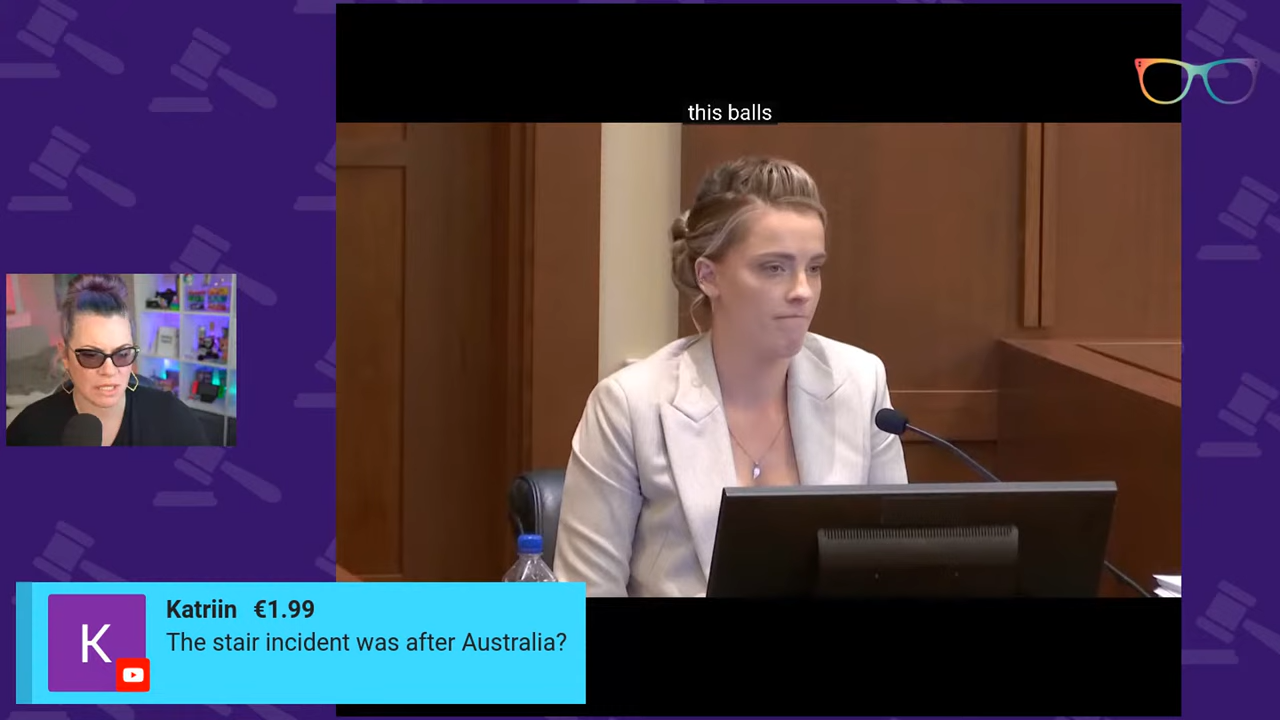 this balls
K
Katriin €1.99
The stair incident was after Australia?